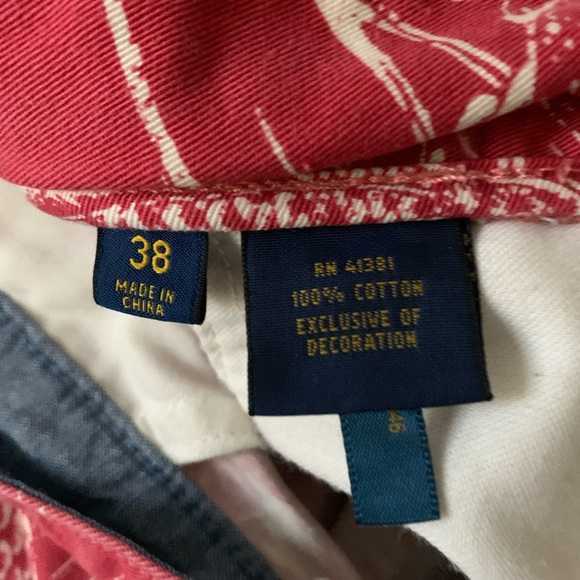 38
MADE IN
CHINA
RN 41381
100% COTTON
EXCLUSIVE OF
DECORATION
46